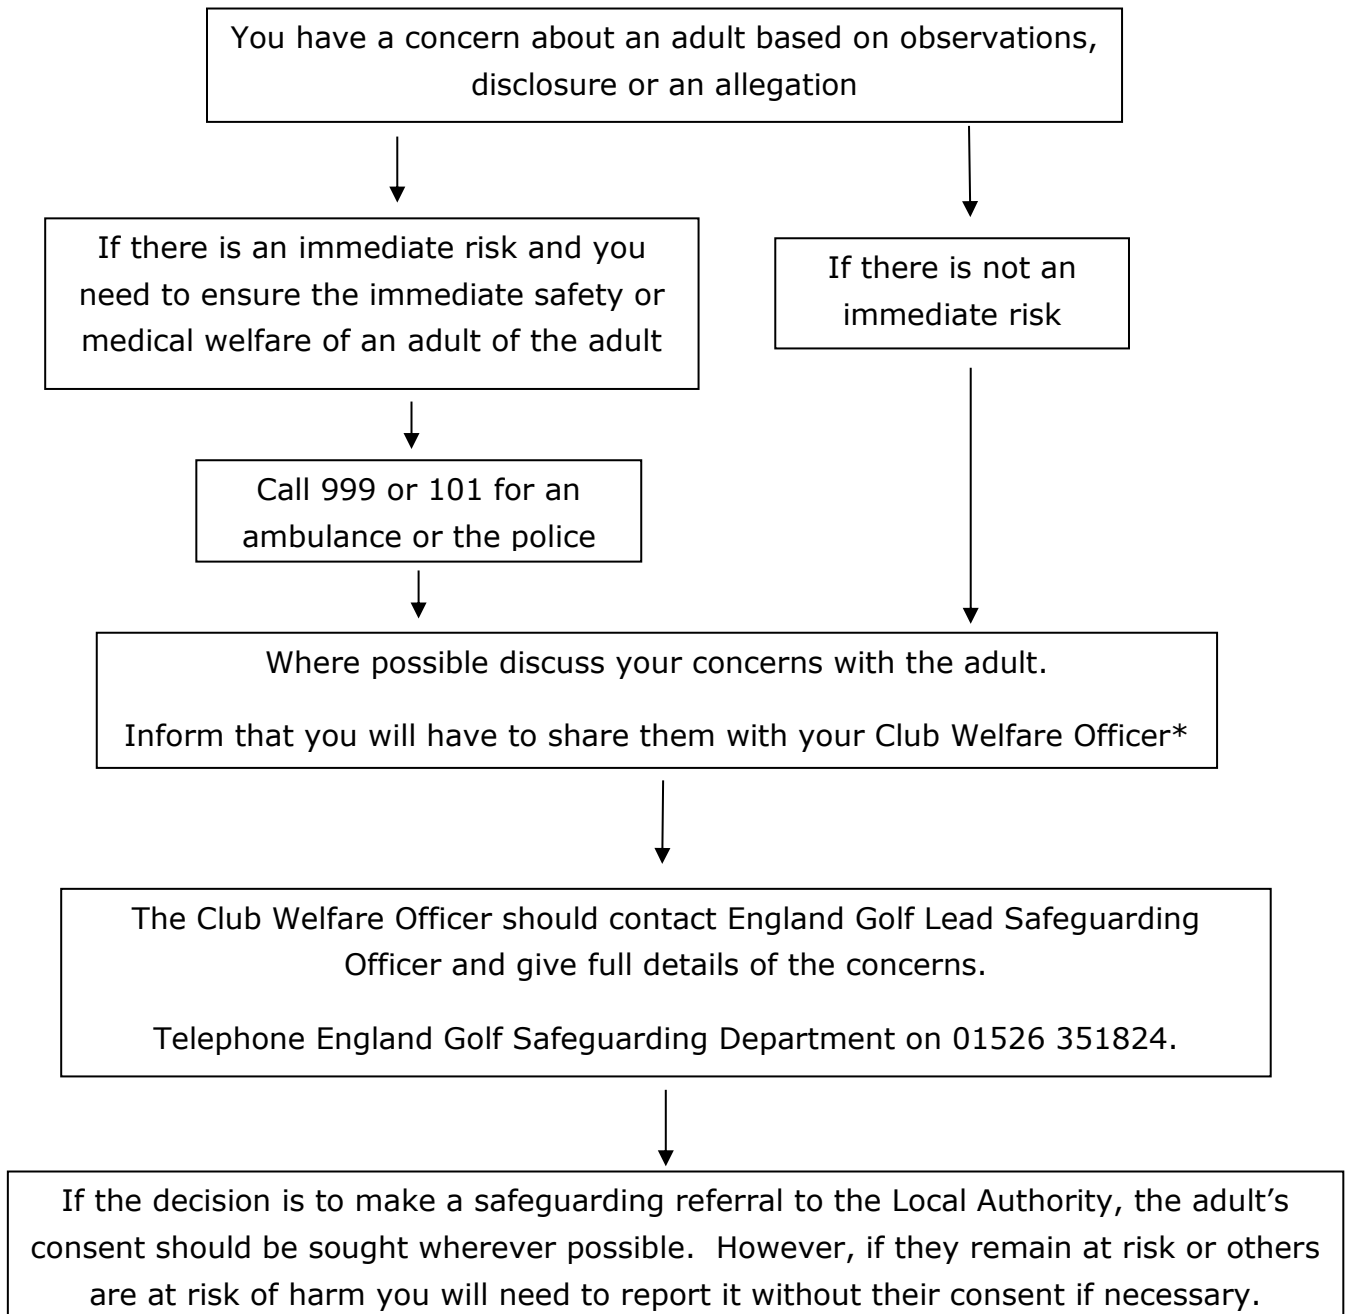 You have a concern about an adult based on observations,
disclosure or an allegation
If there is an immediate risk and you
need to ensure the immediate safety or
medical welfare of an adult of the adult
If there is not an
immediate risk
Call 999 or 101 for an
ambulance or the police
Where possible discuss your concerns with the adult.
Inform that you will have to share them with your Club Welfare Officer*
The Club Welfare Officer should contact England Golf Lead Safeguarding
Officer and give full details of the concerns.
Telephone England Golf Safeguarding Department on 01526 351824.
If the decision is to make a safeguarding referral to the Local Authority, the adult’s
consent should be sought wherever possible.  However, if they remain at risk or others
are at risk of harm you will need to report it without their consent if necessary.